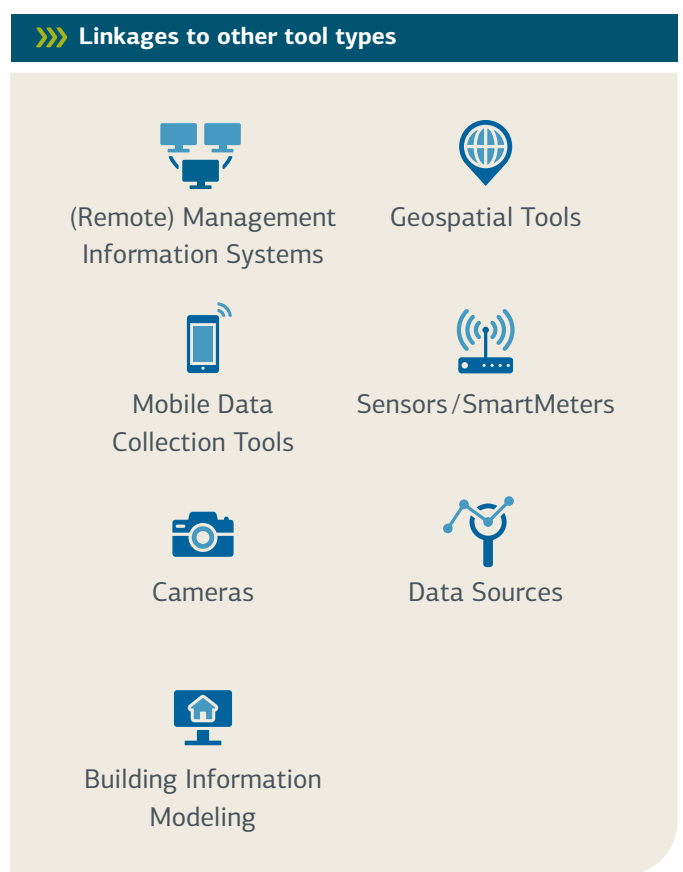 Linkages to other tool types
(Remote) Management
Information Systems
Geospatial Tools
Mobile Data
Collection Tools
Sensors/SmartMeters
Cameras
Data Sources
Building Information
Modeling